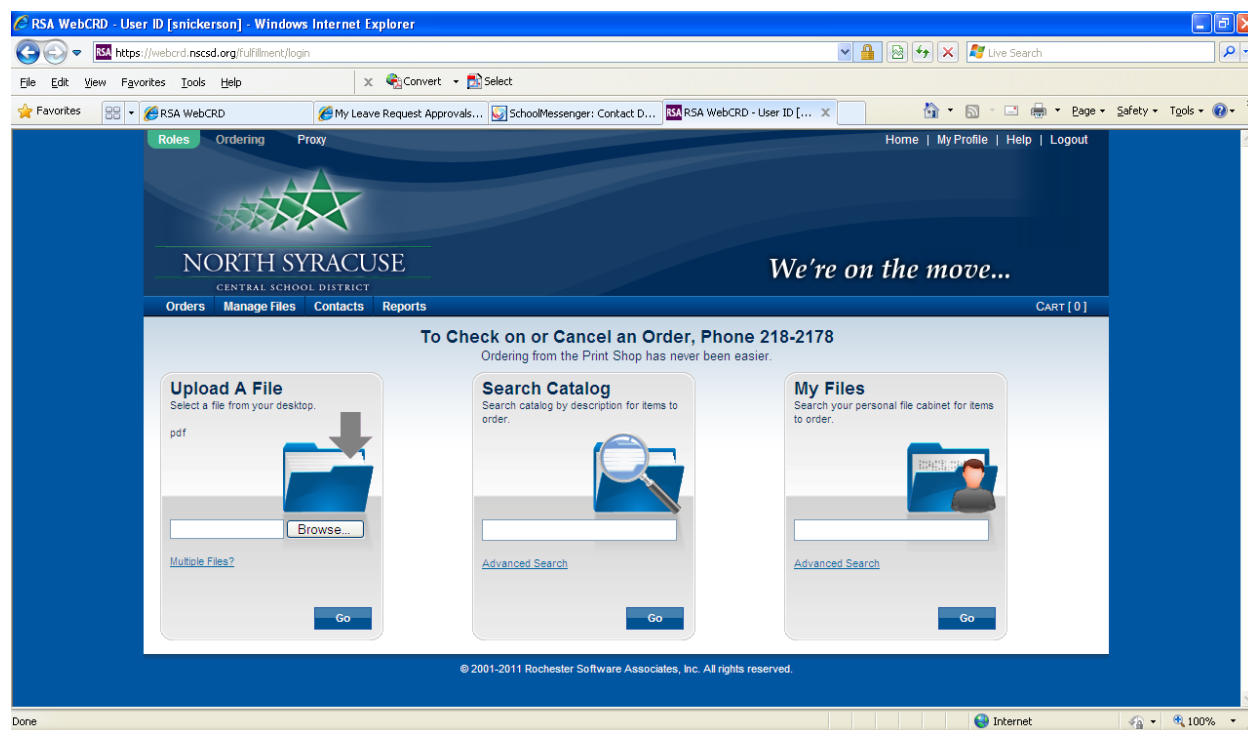 RSA WebCRD - User ID [snickerson] - Windows Internet Explorer
https://webcrd.nscsd.org/fulfillment/login
Live Search
File Edit View Favorites Tools Help x Convert Select
Favorites RSA WebCRD My Leave Request Approvals... SchoolMessenger: Contact D... RSA RSA WebCRD - User ID [... X Page Safety Tools
Roles Ordering Proxy Home | My Profile | Help | Logout
NORTH SYRACUSE
CENTRAL SCHOOL DISTRICT
We're on the move...
Orders Manage Files Contacts Reports CART [ 0 ]
To Check on or Cancel an Order, Phone 218-2178
Ordering from the Print Shop has never been easier.
Upload A File
Select a file from your desktop.
pdf
Browse...
Multiple Files?
Go
Search Catalog
Search catalog by description for items to
order.
Advanced Search
Go
My Files
Search your personal file cabinet for items
to order.
Advanced Search
Go
© 2001-2011 Rochester Software Associates, Inc. All rights reserved.
Done Internet 100%